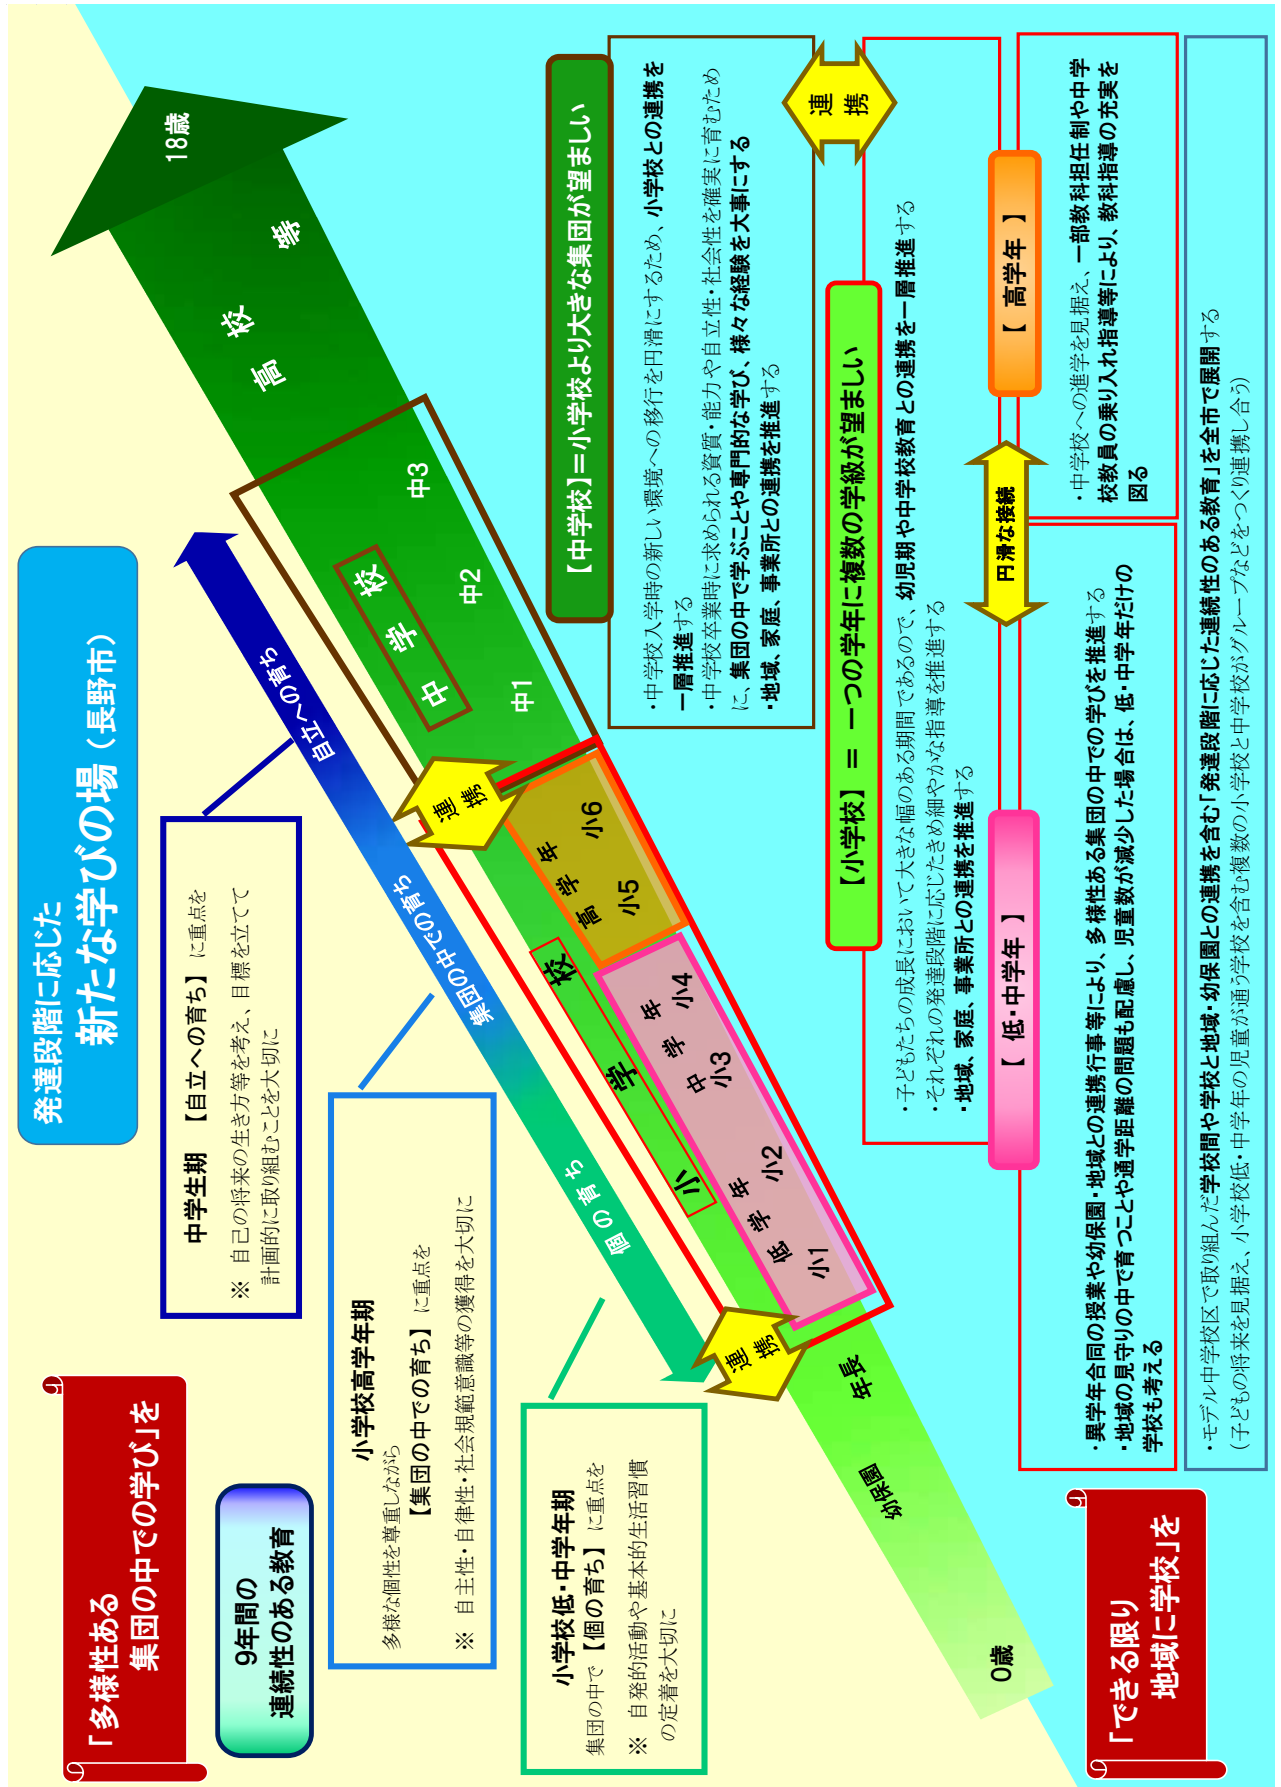 発達段階に応じた
新たな学びの場（長野市）
「多様性ある
集団の中での学び」を
9年間の
連続性のある教育
中学生期　【自立への育ち】に重点を
※ 自己の将来の生き方等を考え、目標を立てて
計画的に取り組むことを大切に
小学校高学年期
多様な個性を尊重しながら
【集団の中での育ち】に重点を
※ 自主性・自律性・社会規範意識等の獲得を大切に
小学校低・中学年期
集団の中で【個の育ち】に重点を
※ 自発的活動や基本的生活習慣
の定着を大切に
個の育ち
集団の中での育ち
自立への育ち
0歳
幼保園
年長
連携
小学校
低学年
小1
小2
中学年
小3
小4
高学年
小5
小6
連携
中学校
中1
中2
中3
高校等
18歳
【中学校】＝小学校より大きな集団が望ましい
・中学校入学時の新しい環境への移行を円滑にするため、小学校との連携を
一層推進する
・中学校卒業時に求められる資質・能力や自立性・社会性を確実に育むため
に、集団の中で学ぶことや専門的な学び、様々な経験を大事にする
・地域、家庭、事業所との連携を推進する
連携
【小学校】＝ 一つの学年に複数の学級が望ましい
・子どもたちの成長において大きな幅のある期間であるので、幼児期や中学校教育との連携を一層推進する
・それぞれの発達段階に応じたきめ細やかな指導を推進する
・地域、家庭、事業所との連携を推進する
【 低・中学年 】
円滑な接続
【 高学年 】
・異学年合同の授業や幼保園・地域との連携行事等により、多様性ある集団の中での学びを推進する
・地域の見守りの中で育つことや通学距離の問題も配慮し、児童数が減少した場合は、低・中学年だけの
学校も考える
・中学校への進学を見据え、一部教科担任制や中学
校教員の乗り入れ指導等により、教科指導の充実を
図る
・モデル中学校区で取り組んだ学校間や学校と地域・幼保園との連携を含む「発達段階に応じた連続性のある教育」を全市で展開する
（子どもの将来を見据え、小学校低・中学年の児童が通う学校を含む複数の小学校と中学校がグループなどをつくり連携し合う）
「できる限り
地域に学校」を